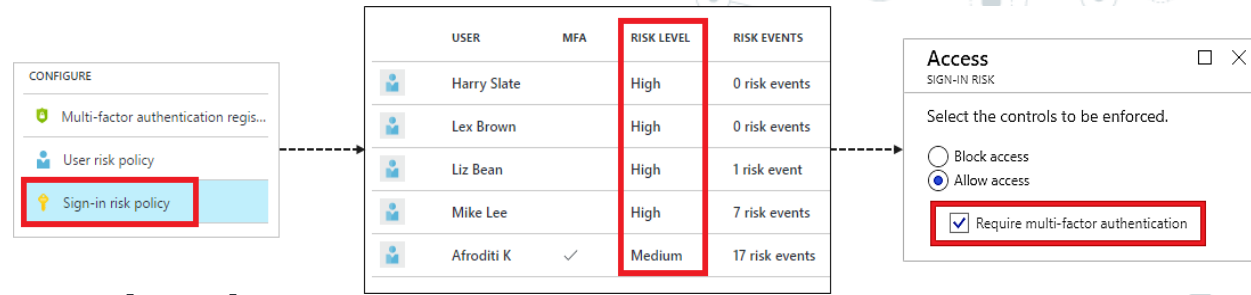 CONFIGURE
Multi-factor authentication regis...
User risk policy
Sign-in risk policy
USER MFA RISK LEVEL RISK EVENTS
Harry Slate High 0 risk events
Lex Brown High 0 risk events
Liz Bean High 1 risk event
Mike Lee High 7 risk events
Afroditi K Medium 17 risk events
Access
SIGN-IN RISK
Select the controls to be enforced.
Block access
Allow access
Require multi-factor authentication